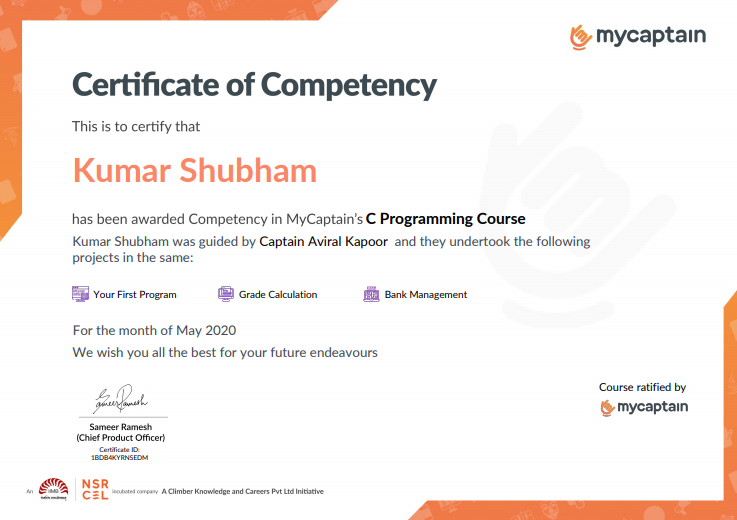 mycaptain
Certificate of Competency
This is to certify that
Kumar Shubham
has been awarded Competency in MyCaptain's C Programming Course
Kumar Shubham was guided by Captain Aviral Kapoor and they undertook the following
projects in the same:
Your First Program Grade Calculation Bank Management
For the month of May 2020
We wish you all the best for your future endeavours
Sameer Ramesh
Course ratified by
mycaptain
Sameer Ramesh
(Chief Product Officer)
Certificate ID:
1BDB4KYRNSEDM
An IIMB NSR CEL incubated company A Climber Knowledge and Careers Pvt Ltd Initiative